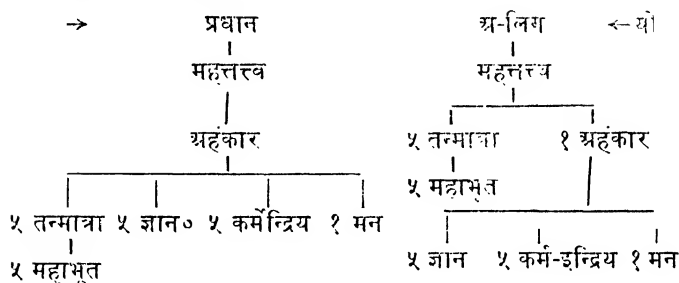 → प्रधान अ-लिग ←यो
महत्तत्त्व महत्तत्त्व
अहंकार ५ तन्मात्रा १ अहंकार
५ महाभूत
५ तन्मात्रा ५ ज्ञान० ५ कर्मेन्द्रिय १ मन
५ ज्ञान ५ कर्म-इन्द्रिय १ मन
५ महाभूत